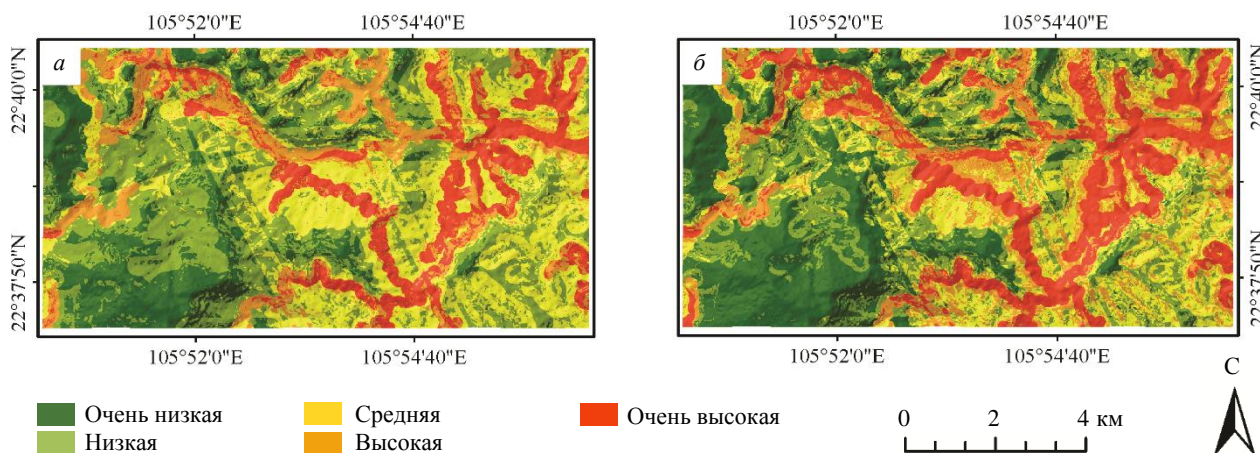 105°52'0"E 105°54'40"E 105°52'0"E 105°54'40"E
а
б
22°40'0"N
22°37'50"N
22°40'0"N
22°37'50"N
105°52'0"E 105°54'40"E 105°52'0"E 105°54'40"E
С
Очень низкая
Средняя
Очень высокая
0 2 4 км
Низкая
Высокая